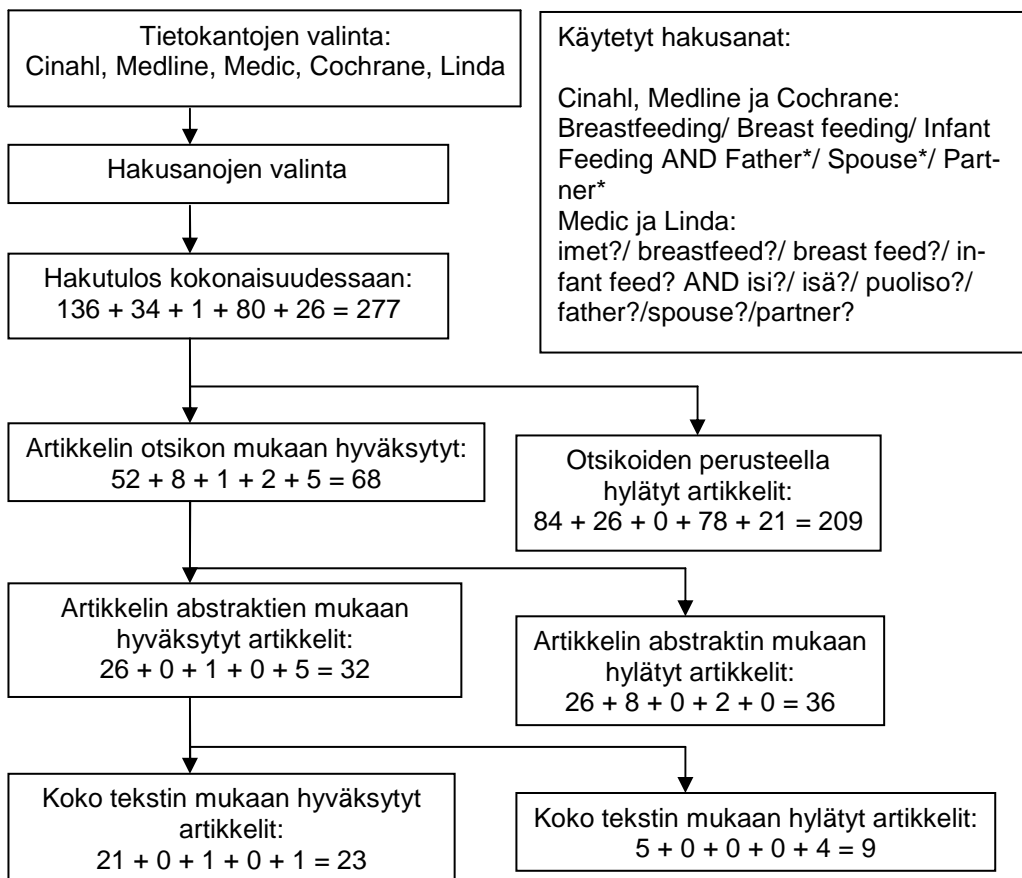 Tietokantojen valinta:
Cinahl, Medline, Medic, Cochrane, Linda
Käytetyt hakusanat:
Cinahl, Medline ja Cochrane:
Breastfeeding/ Breast feeding/ Infant
Feeding AND Father*/ Spouse*/ Part-
ner*
Medic ja Linda:
imet?/ breastfeed?/ breast feed?/ in-
fant feed? AND isi?/ isä?/ puoliso?/
father?/spouse?/partner?
Hakusanojen valinta
Hakutulos kokonaisuudessaan:
136 + 34 + 1 + 80 + 26 = 277
Artikkelin otsikon mukaan hyväksytyt:
52 + 8 + 1 + 2 + 5 = 68
Otsikoiden perusteella
hylätyt artikkelit:
84 + 26 + 0 + 78 + 21 = 209
Artikkelin abstraktien mukaan
hyväksytyt artikkelit:
26 + 0 + 1 + 0 + 5 = 32
Artikkelin abstraktin mukaan
hylätyt artikkelit:
26 + 8 + 0 + 2 + 0 = 36
Koko tekstin mukaan hyväksytyt
artikkelit:
21 + 0 + 1 + 0 + 1 = 23
Koko tekstin mukaan hylätyt artikkelit:
5 + 0 + 0 + 0 + 4 = 9